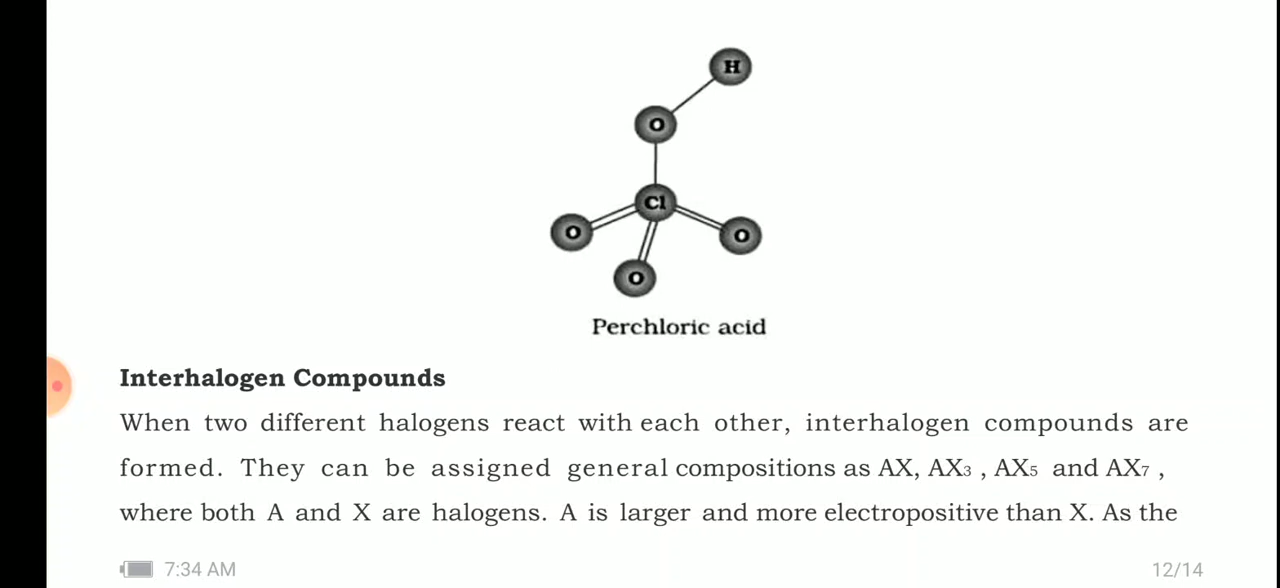 H
O
Cl
O
O
O
Perchloric acid
Interhalogen Compounds
When two different halogens react with each other, interhalogen compounds are
formed. They can be assigned general compositions as AX, AX3 , AX5 and AX7 ,
where both A and X are halogens. A is larger and more electropositive than X. As the
7:34 AM
12/14